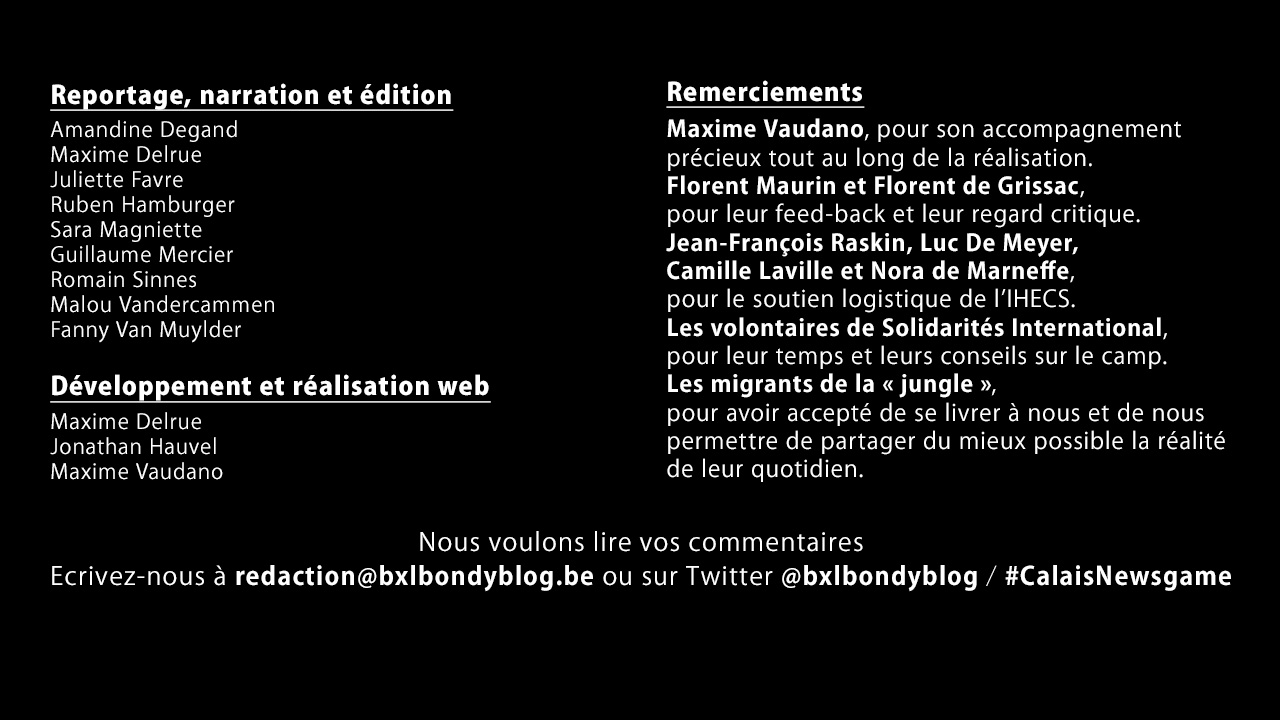 Reportage, narration et édition
Amandine Degand
Maxime Delrue
Juliette Favre
Ruben Hamburger
Sara Magniette
Guillaume Mercier
Romain Sinnes
Malou Vandercammen
Fanny Van Muylder
Développement et réalisation web
Maxime Delrue
Jonathan Hauvel
Maxime Vaudano
Remerciements
Maxime Vaudano, pour son accompagnement
précieux tout au long de la réalisation.
Florent Maurin et Florent de Grissac,
pour leur feed-back et leur regard critique.
Jean-François Raskin, Luc De Meyer,
Camille Laville et Nora de Marneffe,
pour le soutien logistique de l’IHECS.
Les volontaires de Solidarités International,
pour leur temps et leurs conseils sur le camp.
Les migrants de la « jungle »,
pour avoir accepté de se livrer à nous et de nous
permettre de partager du mieux possible la réalité
de leur quotidien.
Nous voulons lire vos commentaires
Ecrivez-nous à redaction@bxlbondyblog.be ou sur Twitter @bxlbondyblog / #CalaisNewsgame